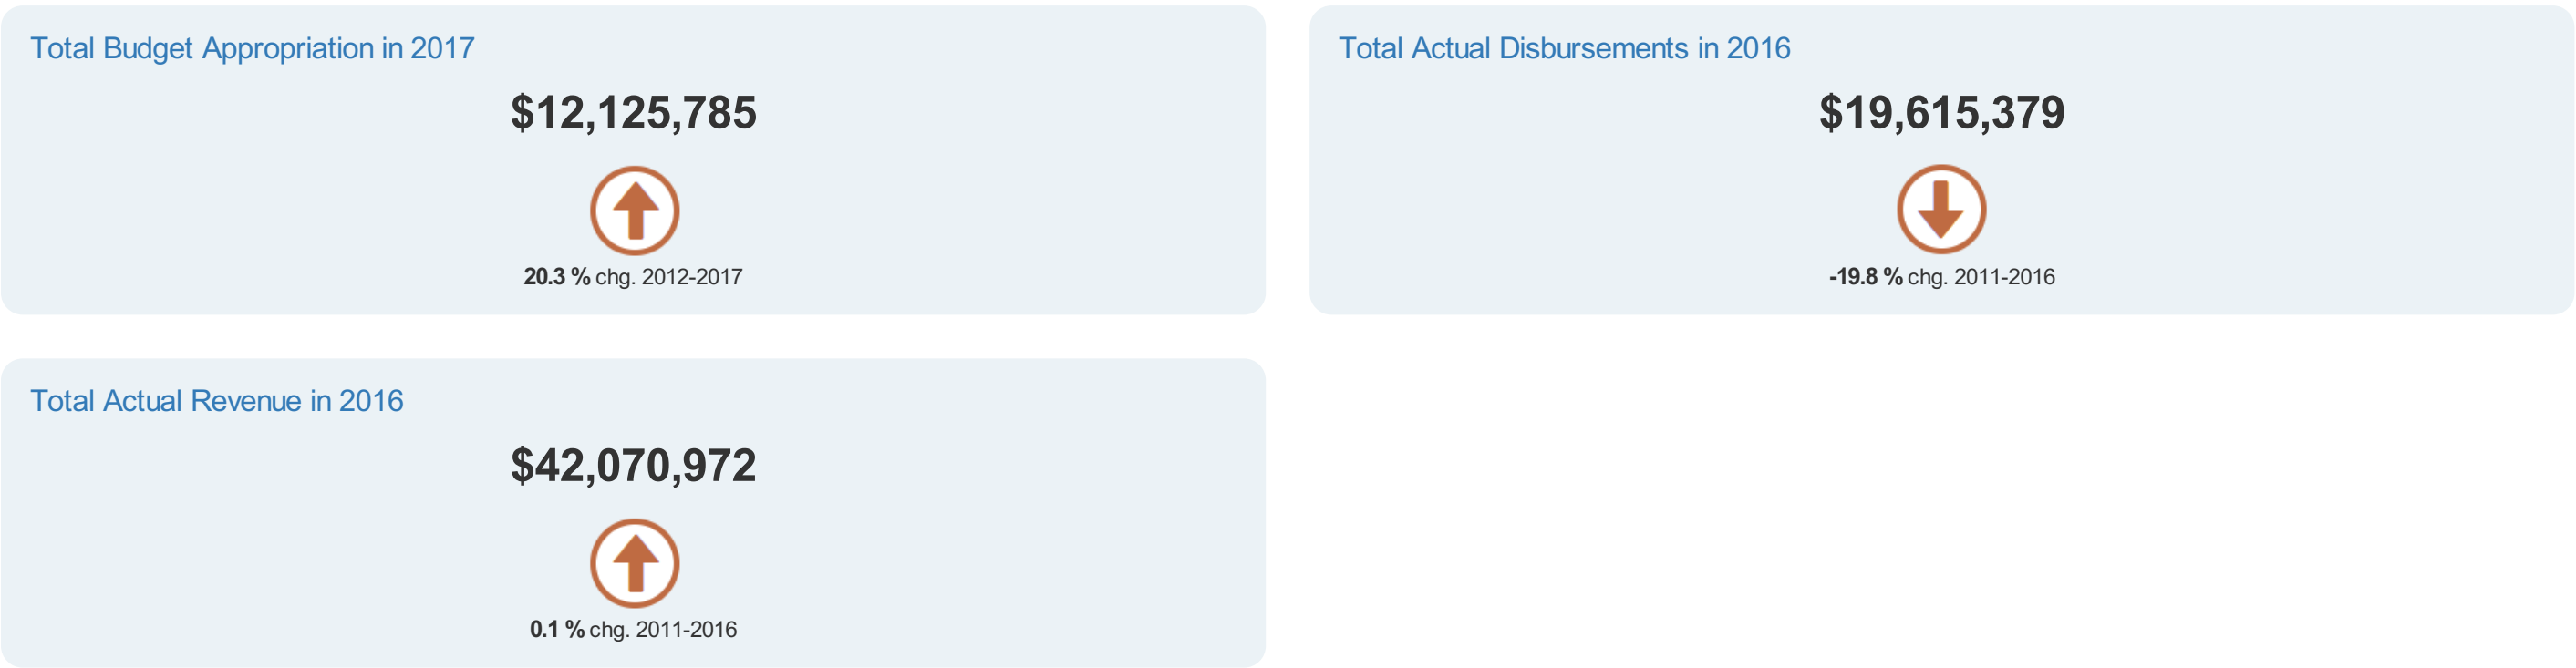 Total Budget Appropriation in 2017
$12,125,785
20.3 % chg. 2012-2017
Total Actual Disbursements in 2016
$19,615,379
-19.8 % chg. 2011-2016
Total Actual Revenue in 2016
$42,070,972
0.1 % chg. 2011-2016